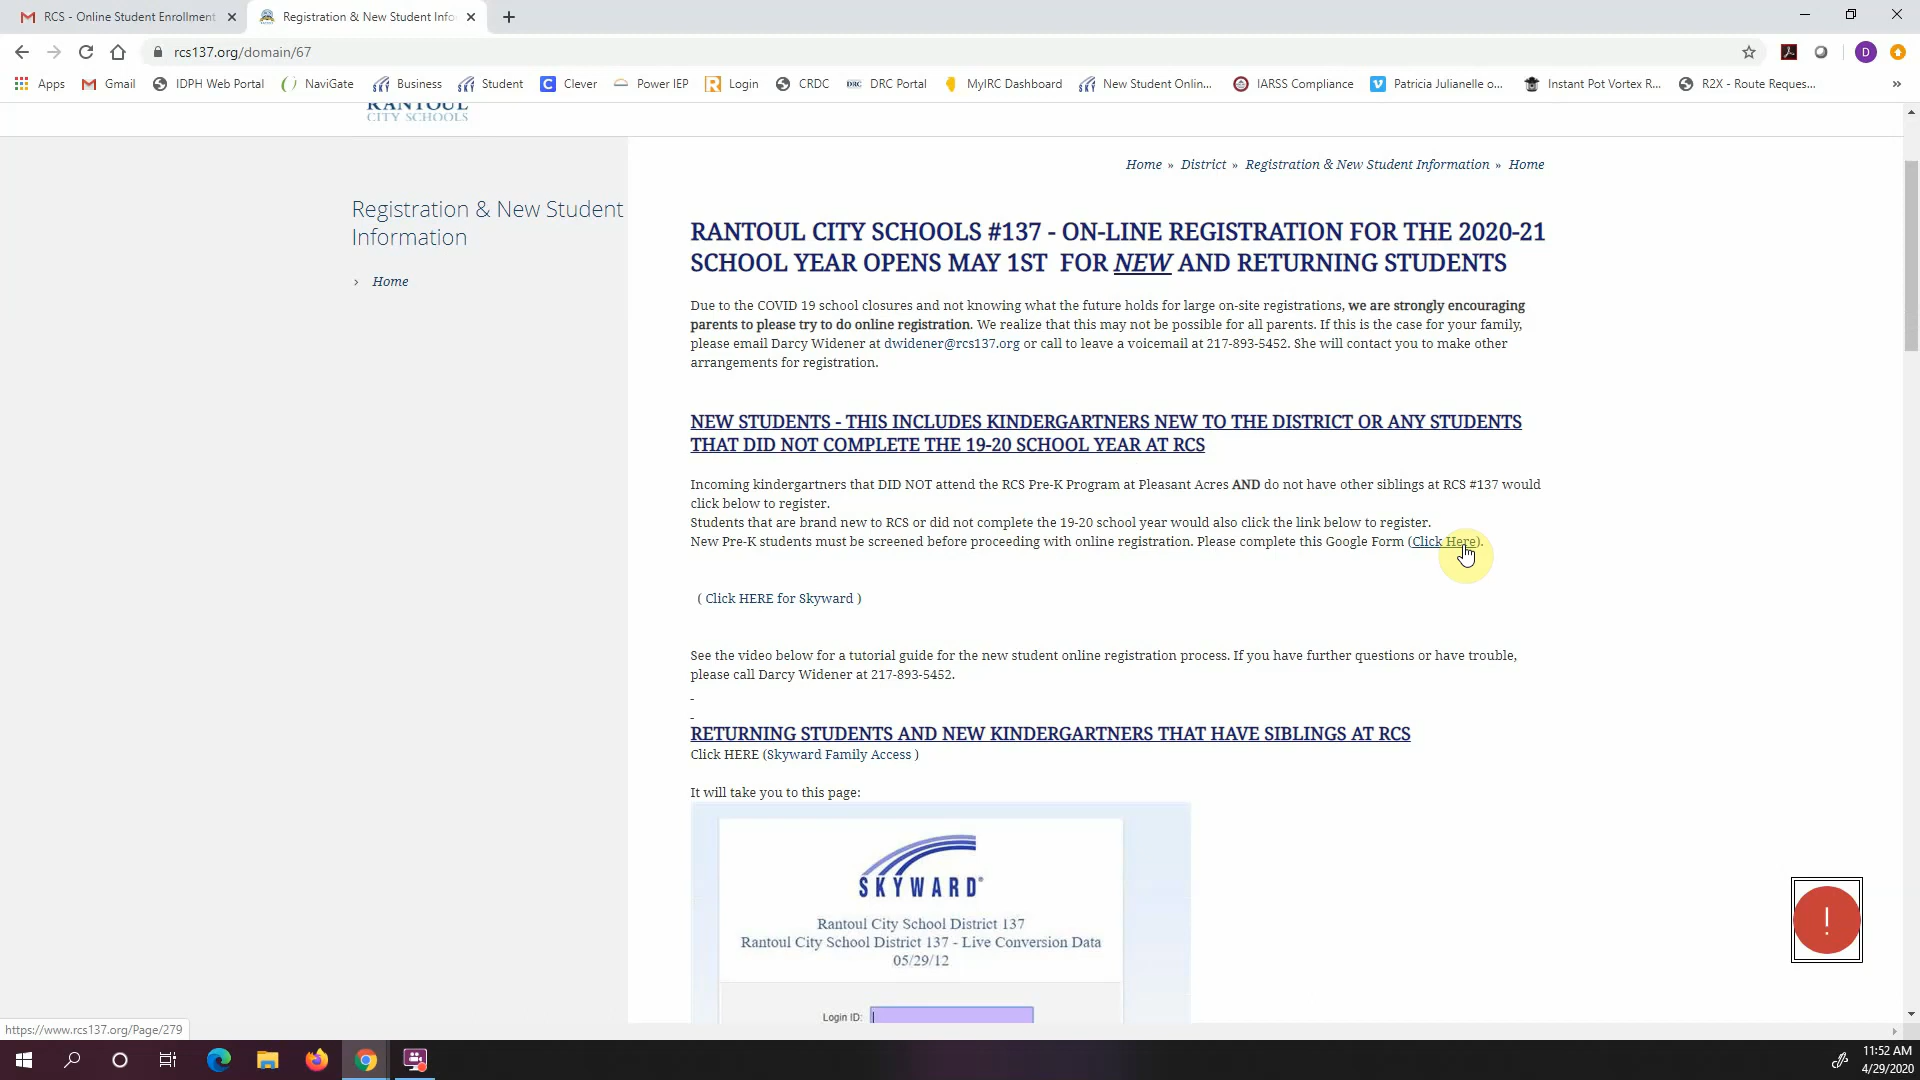 RCS - Online Student Enrollment
Registration & New Student Info
rcs137.org/domain/67
Apps
Gmail
IDPH Web Portal
NaviGate
Business
Student
Clever
Power IEP
Login
CRDC
DRC Portal
MyIRC Dashboard
New Student Onlin...
IARSS Compliance
Patricia Julianelle o...
Instant Pot Vortex R...
R2X - Route Reques...
»
D
RANTOUL
CITY SCHOOLS
Home » District » Registration & New Student Information » Home
Registration & New Student
Information
› Home
RANTOUL CITY SCHOOLS #137 - ON-LINE REGISTRATION FOR THE 2020-21
SCHOOL YEAR OPENS MAY 1ST FOR NEW AND RETURNING STUDENTS
Due to the COVID 19 school closures and not knowing what the future holds for large on-site registrations, we are strongly encouraging
parents to please try to do online registration. We realize that this may not be possible for all parents. If this is the case for your family,
please email Darcy Widener at dwidener@rcs137.org or call to leave a voicemail at 217-893-5452. She will contact you to make other
arrangements for registration.
NEW STUDENTS - THIS INCLUDES KINDERGARTNERS NEW TO THE DISTRICT OR ANY STUDENTS
THAT DID NOT COMPLETE THE 19-20 SCHOOL YEAR AT RCS
Incoming kindergartners that DID NOT attend the RCS Pre-K Program at Pleasant Acres AND do not have other siblings at RCS #137 would
click below to register.
Students that are brand new to RCS or did not complete the 19-20 school year would also click the link below to register.
New Pre-K students must be screened before proceeding with online registration. Please complete this Google Form (Click Here).
( Click HERE for Skyward )
See the video below for a tutorial guide for the new student online registration process. If you have further questions or have trouble,
please call Darcy Widener at 217-893-5452.
RETURNING STUDENTS AND NEW KINDERGARTNERS THAT HAVE SIBLINGS AT RCS
Click HERE (Skyward Family Access )
It will take you to this page:
SKYWARD®
Rantoul City School District 137
Rantoul City School District 137 - Live Conversion Data
05/29/12
Login ID:
!
https://www.rcs137.org/Page/279
11:52 AM
4/29/2020